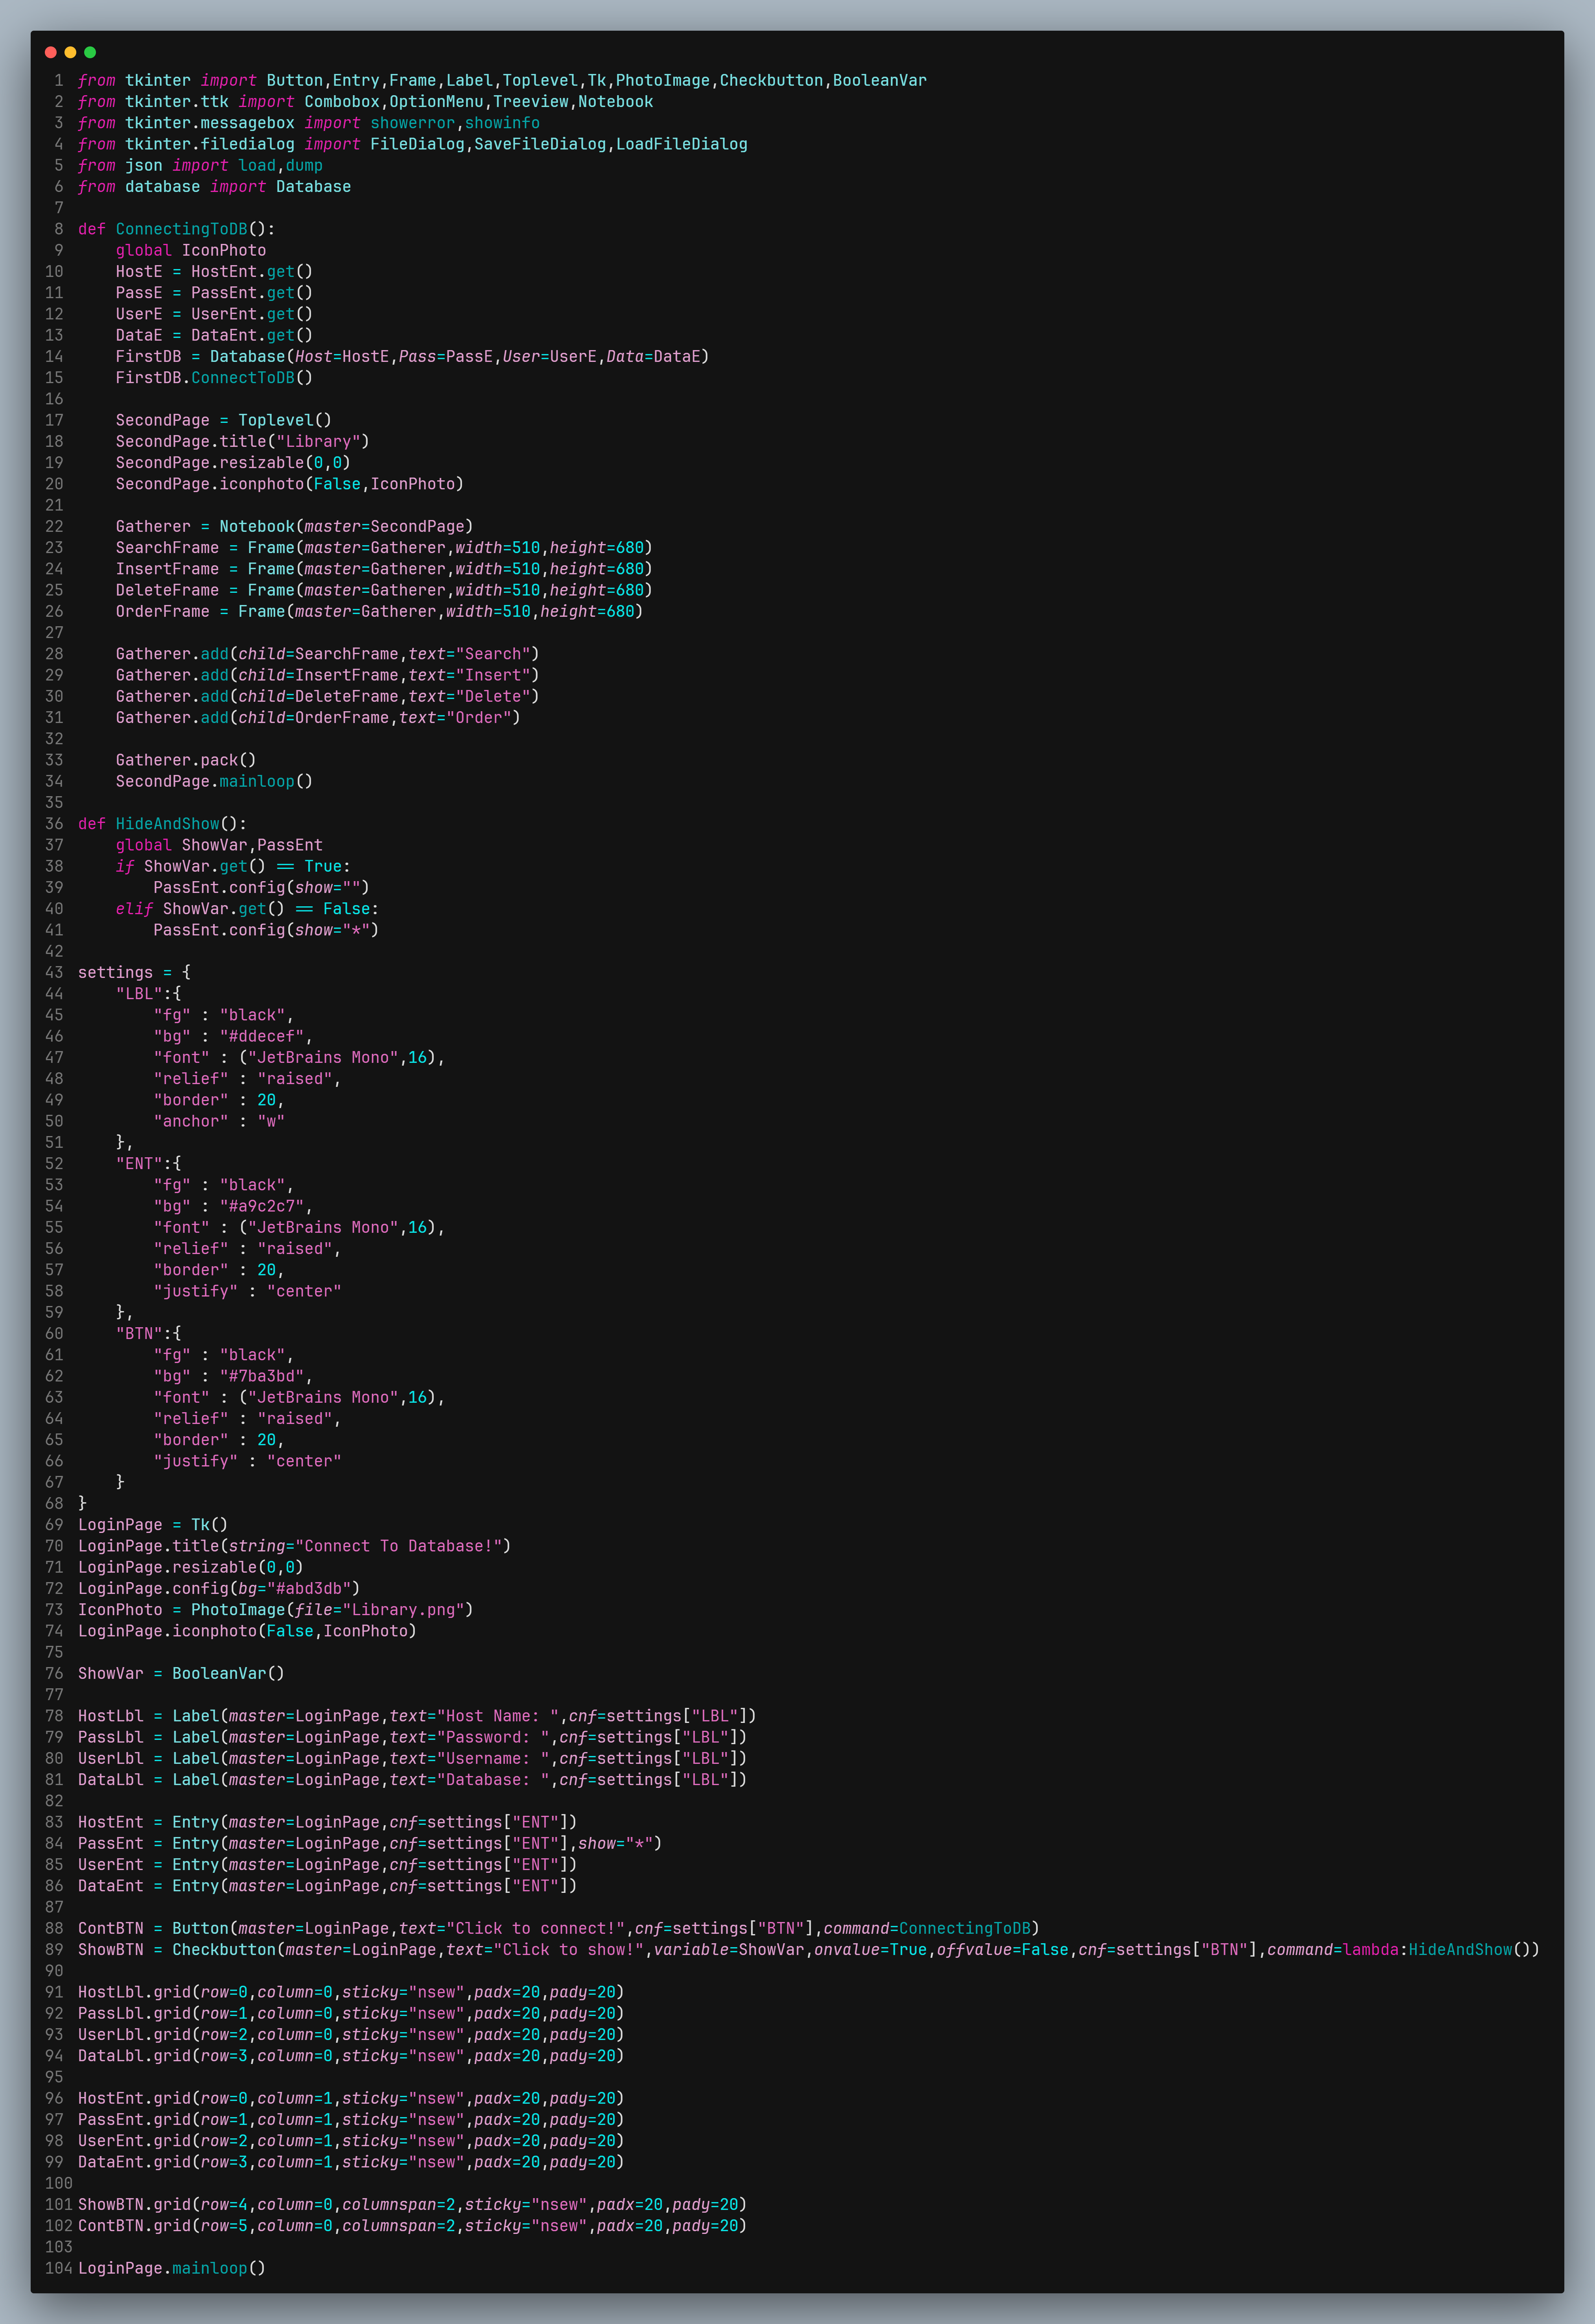 1 from tkinter import Button,Entry,Frame,Label,Toplevel,Tk,PhotoImage,Checkbutton,BooleanVar
2 from tkinter.ttk import Combobox,OptionMenu,Treeview,Notebook
3 from tkinter.messagebox import showerror,showinfo
4 from tkinter.filedialog import FileDialog,SaveFileDialog,LoadFileDialog
5 from json import load,dump
6 from database import Database
7
8 def ConnectingToDB():
9     global IconPhoto
10     HostE = HostEnt.get()
11     PassE = PassEnt.get()
12     UserE = UserEnt.get()
13     DataE = DataEnt.get()
14     FirstDB = Database(Host=HostE,Pass=PassE,User=UserE,Data=DataE)
15     FirstDB.ConnectToDB()
16
17     SecondPage = Toplevel()
18     SecondPage.title("Library")
19     SecondPage.resizable(0,0)
20     SecondPage.iconphoto(False,IconPhoto)
21
22     Gatherer = Notebook(master=SecondPage)
23     SearchFrame = Frame(master=Gatherer,width=510,height=680)
24     InsertFrame = Frame(master=Gatherer,width=510,height=680)
25     DeleteFrame = Frame(master=Gatherer,width=510,height=680)
26     OrderFrame = Frame(master=Gatherer,width=510,height=680)
27
28     Gatherer.add(child=SearchFrame,text="Search")
29     Gatherer.add(child=InsertFrame,text="Insert")
30     Gatherer.add(child=DeleteFrame,text="Delete")
31     Gatherer.add(child=OrderFrame,text="Order")
32
33     Gatherer.pack()
34     SecondPage.mainloop()
35
36 def HideAndShow():
37     global ShowVar,PassEnt
38     if ShowVar.get() == True:
39         PassEnt.config(show="")
40     elif ShowVar.get() == False:
41         PassEnt.config(show="*")
42
43 settings = {
44     "LBL":{
45         "fg" : "black",
46         "bg" : "#ddecef",
47         "font" : ("JetBrains Mono",16),
48         "relief" : "raised",
49         "border" : 20,
50         "anchor" : "w"
51     },
52     "ENT":{
53         "fg" : "black",
54         "bg" : "#a9c2c7",
55         "font" : ("JetBrains Mono",16),
56         "relief" : "raised",
57         "border" : 20,
58         "justify" : "center"
59     },
60     "BTN":{
61         "fg" : "black",
62         "bg" : "#7ba3bd",
63         "font" : ("JetBrains Mono",16),
64         "relief" : "raised",
65         "border" : 20,
66         "justify" : "center"
67     }
68 }
69 LoginPage = Tk()
70 LoginPage.title(string="Connect To Database!")
71 LoginPage.resizable(0,0)
72 LoginPage.config(bg="#abd3db")
73 IconPhoto = PhotoImage(file="Library.png")
74 LoginPage.iconphoto(False,IconPhoto)
75
76 ShowVar = BooleanVar()
77
78 HostLbl = Label(master=LoginPage,text="Host Name: ",cnf=settings["LBL"])
79 PassLbl = Label(master=LoginPage,text="Password: ",cnf=settings["LBL"])
80 UserLbl = Label(master=LoginPage,text="Username: ",cnf=settings["LBL"])
81 DataLbl = Label(master=LoginPage,text="Database: ",cnf=settings["LBL"])
82
83 HostEnt = Entry(master=LoginPage,cnf=settings["ENT"])
84 PassEnt = Entry(master=LoginPage,cnf=settings["ENT"],show="*")
85 UserEnt = Entry(master=LoginPage,cnf=settings["ENT"])
86 DataEnt = Entry(master=LoginPage,cnf=settings["ENT"])
87
88 ContBTN = Button(master=LoginPage,text="Click to connect!",cnf=settings["BTN"],command=ConnectingToDB)
89 ShowBTN = Checkbutton(master=LoginPage,text="Click to show!",variable=ShowVar,onvalue=True,offvalue=False,cnf=settings["BTN"],command=lambda:HideAndShow())
90
91 HostLbl.grid(row=0,column=0,sticky="nsew",padx=20,pady=20)
92 PassLbl.grid(row=1,column=0,sticky="nsew",padx=20,pady=20)
93 UserLbl.grid(row=2,column=0,sticky="nsew",padx=20,pady=20)
94 DataLbl.grid(row=3,column=0,sticky="nsew",padx=20,pady=20)
95
96 HostEnt.grid(row=0,column=1,sticky="nsew",padx=20,pady=20)
97 PassEnt.grid(row=1,column=1,sticky="nsew",padx=20,pady=20)
98 UserEnt.grid(row=2,column=1,sticky="nsew",padx=20,pady=20)
99 DataEnt.grid(row=3,column=1,sticky="nsew",padx=20,pady=20)
100
101 ShowBTN.grid(row=4,column=0,columnspan=2,sticky="nsew",padx=20,pady=20)
102 ContBTN.grid(row=5,column=0,columnspan=2,sticky="nsew",padx=20,pady=20)
103
104 LoginPage.mainloop()